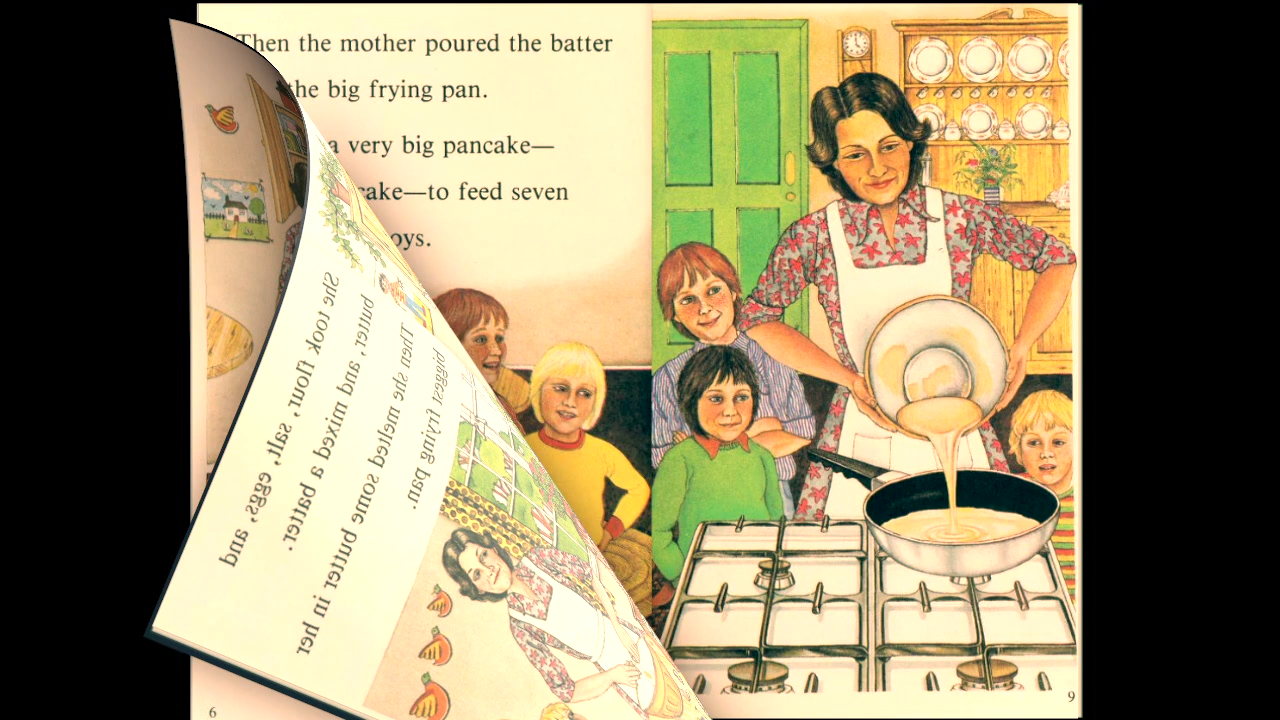 Then the mother poured the batter
the big frying pan.
a very big pancake—
cake—to feed seven
oys.
She took flour, salt, eggs, and
butter, and mixed a batter.
Then she melted some butter in her
biggest frying pan.
6
9